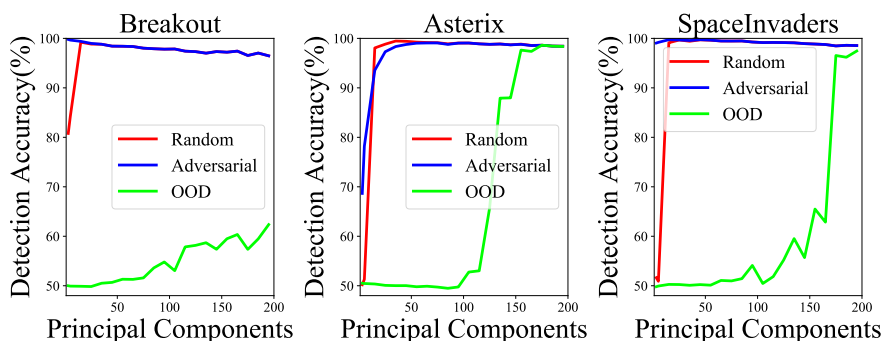 Breakout
Detection Accuracy(%)
100
90
80
70
60
50
Random
Adversarial
OOD
50
100
150
200
Principal Components
Asterix
Detection Accuracy(%)
100
90
80
70
60
50
Random
Adversarial
OOD
50
100
150
200
Principal Components
SpaceInvaders
Detection Accuracy(%)
100
90
80
70
60
50
Random
Adversarial
OOD
50
100
150
200
Principal Components